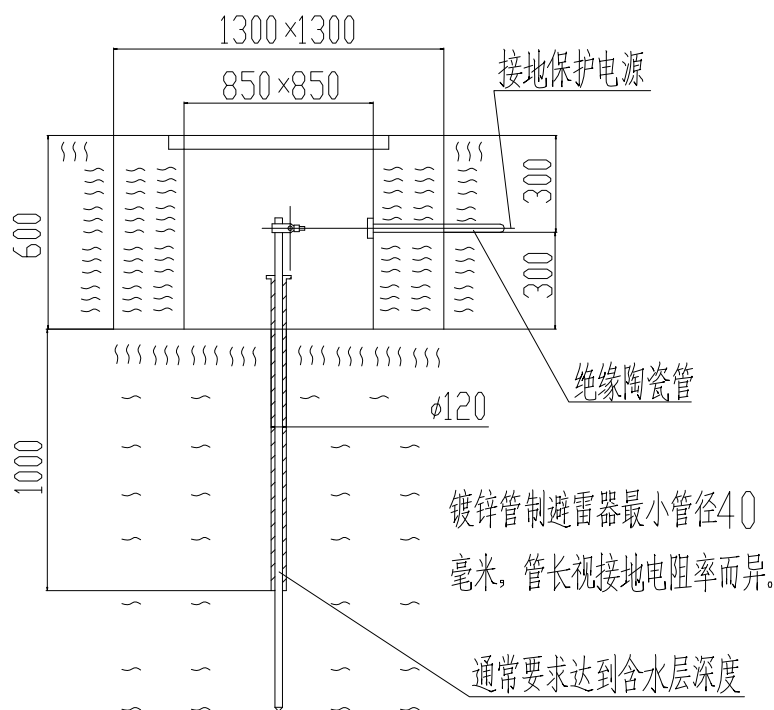 1300×1300
850×850
接地保护电源
300
600
300
绝缘陶瓷管
ϕ120
1000
镀锌管制避雷器最小管径40
毫米，管长视接地电阻率而异。
通常要求达到含水层深度